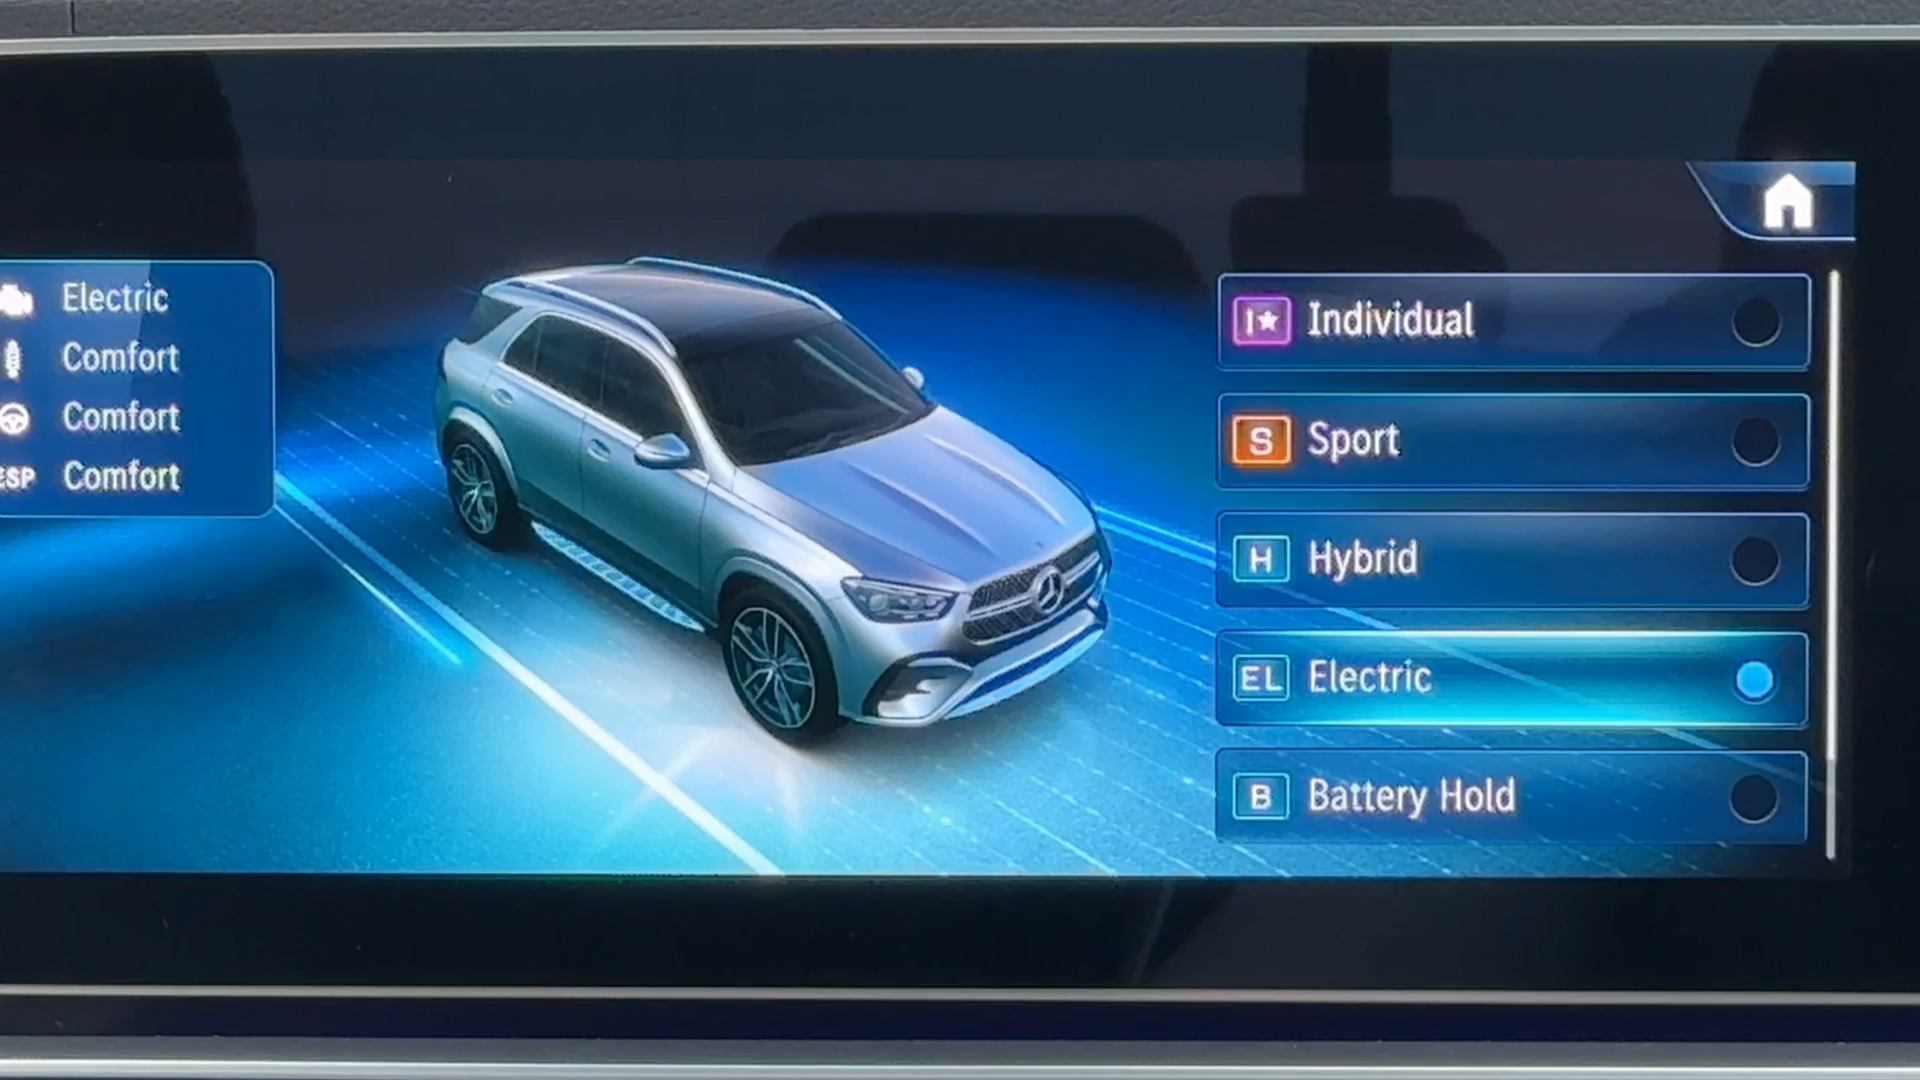 Electric
Comfort
Comfort
ESP Comfort
I★ Individual
S Sport
H Hybrid
EL Electric
B Battery Hold